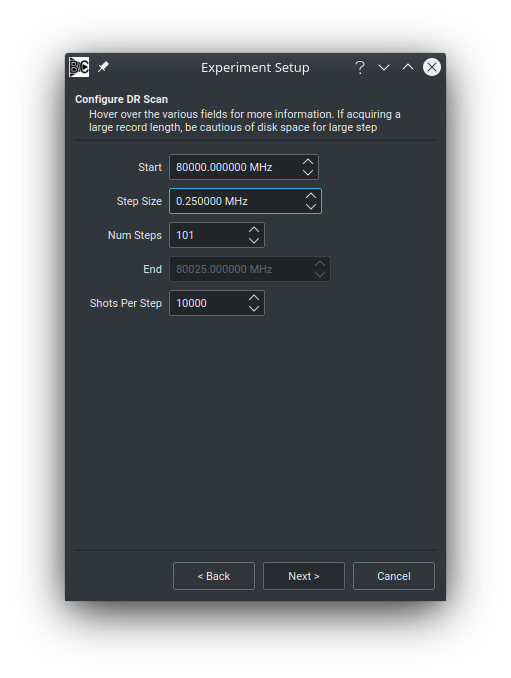 BC
Experiment Setup
Configure DR Scan
Hover over the various fields for more information. If acquiring a
large record length, be cautious of disk space for large step
Start 80000.000000 MHz
Step Size 0.250000 MHz
Num Steps 101
End 80025.000000 MHz
Shots Per Step 10000
< Back Next > Cancel